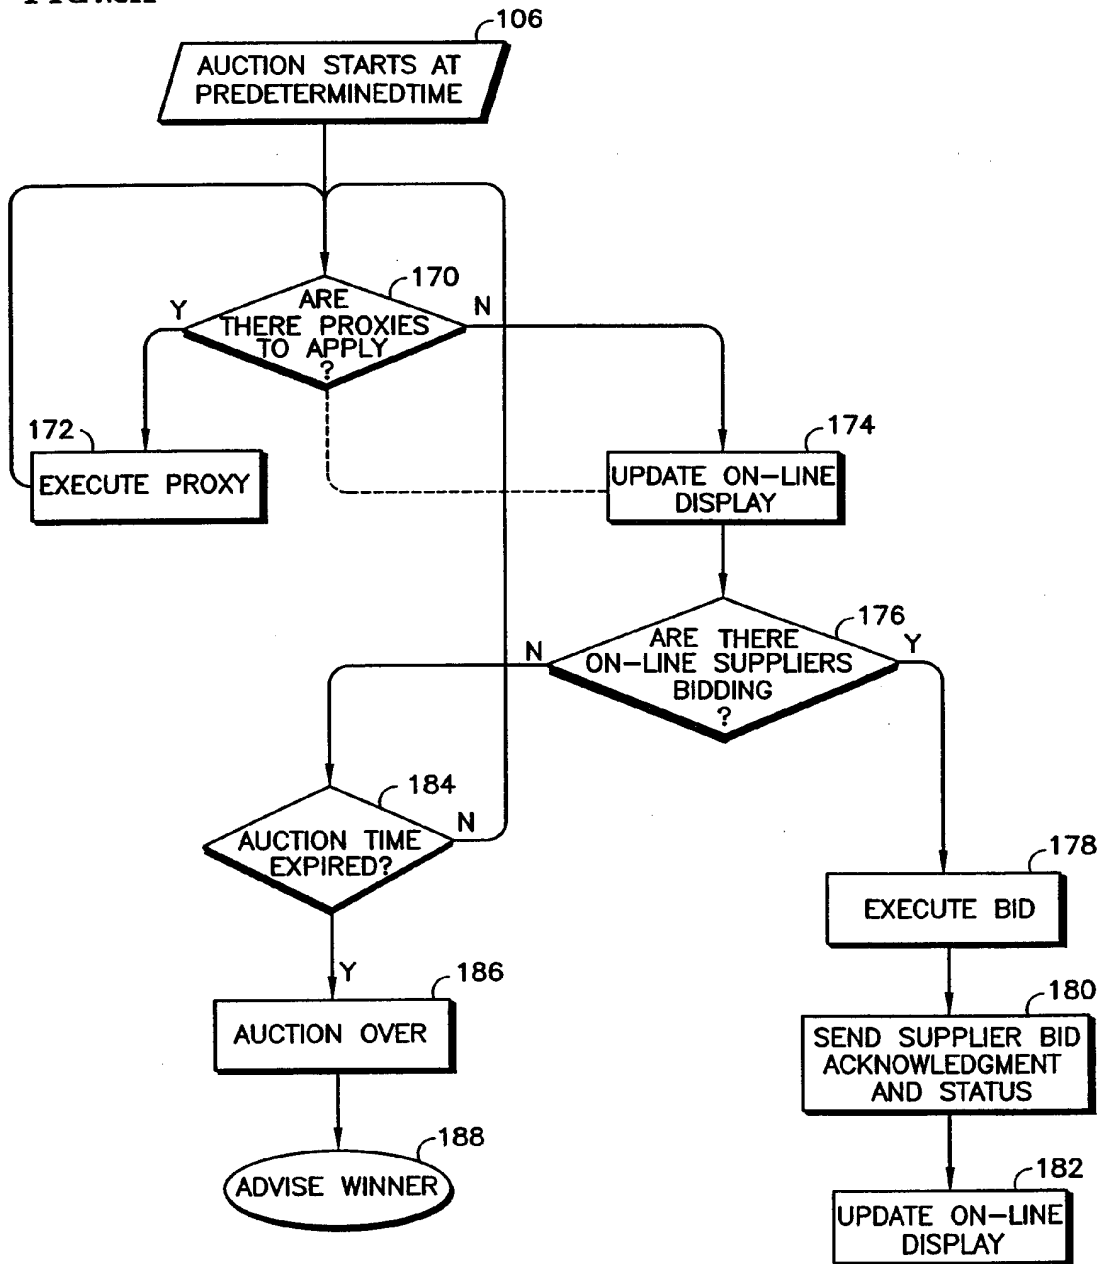 106
AUCTION STARTS AT
PREDETERMINEDTIME
170
Y
N
ARE
THERE PROXIES
TO APPLY
?
172
EXECUTE PROXY
174
UPDATE ON-LINE
DISPLAY
176
N
Y
ARE THERE
ON-LINE SUPPLIERS
BIDDING
?
184
N
AUCTION TIME
EXPIRED?
178
EXECUTE BID
Y
186
AUCTION OVER
180
SEND SUPPLIER BID
ACKNOWLEDGMENT
AND STATUS
188
ADVISE WINNER
182
UPDATE ON-LINE
DISPLAY